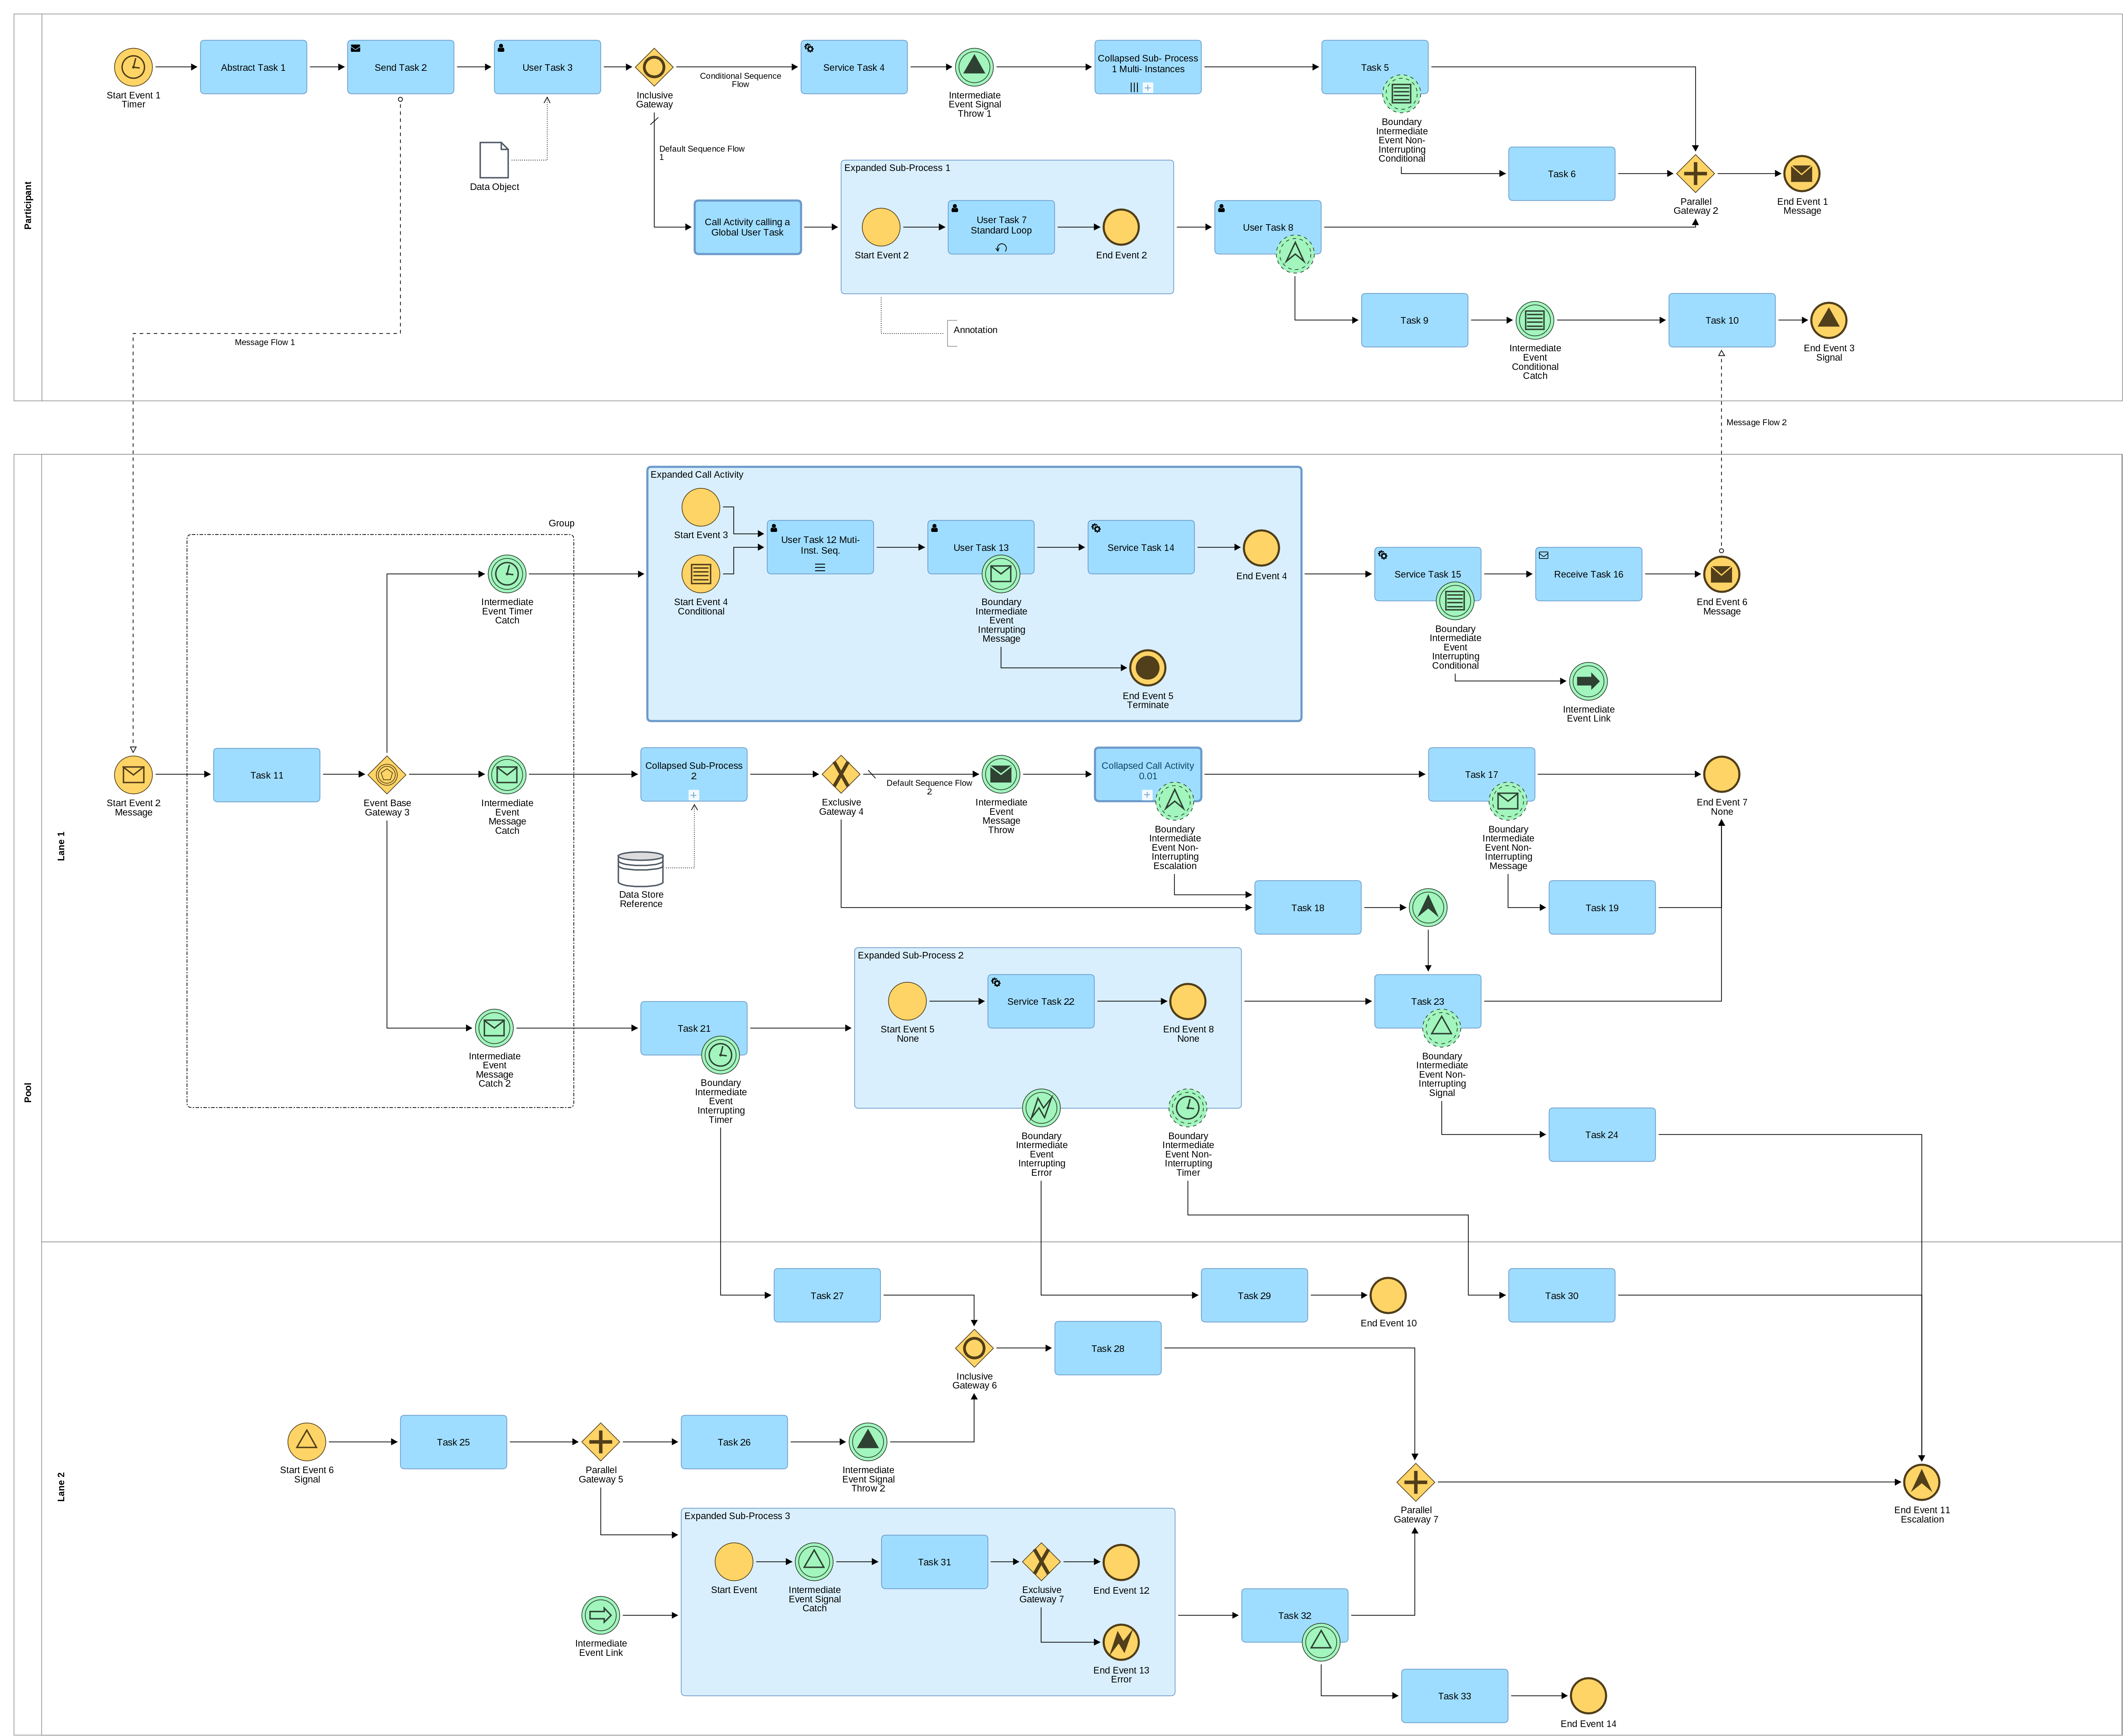 Participant
Start Event 1
Timer
Abstract Task 1
Send Task 2
User Task 3
Inclusive
Gateway
Conditional Sequence
Flow
Service Task 4
Intermediate
Event Signal
Throw 1
Collapsed Sub- Process
1 Multi- Instances
Task 5
Boundary
Intermediate
Event Non-
Interrupting
Conditional
Task 6
Parallel
Gateway 2
End Event 1
Message
Data Object
Default Sequence Flow
1
Call Activity calling a
Global User Task
Expanded Sub-Process 1
Start Event 2
User Task 7
Standard Loop
End Event 2
User Task 8
Annotation
Task 9
Intermediate
Event
Conditional
Catch
Task 10
End Event 3
Signal
Message Flow 1
Message Flow 2
Pool
Lane 1
Group
Expanded Call Activity
Start Event 3
Start Event 4
Conditional
User Task 12 Muti-
Inst. Seq.
User Task 13
Service Task 14
End Event 4
Boundary
Intermediate
Event
Interrupting
Message
End Event 5
Terminate
Intermediate
Event Timer
Catch
Service Task 15
Receive Task 16
End Event 6
Message
Boundary
Intermediate
Event
Interrupting
Conditional
Intermediate
Event Link
Start Event 2
Message
Task 11
Event Base
Gateway 3
Intermediate
Event
Message
Catch
Collapsed Sub-Process
2
Exclusive
Gateway 4
Default Sequence Flow
2
Intermediate
Event
Message
Throw
Collapsed Call Activity
0.01
Boundary
Intermediate
Event Non-
Interrupting
Escalation
Task 17
Boundary
Intermediate
Event Non-
Interrupting
Message
End Event 7
None
Data Store
Reference
Task 18
Task 19
Intermediate
Event
Message
Catch 2
Task 21
Boundary
Intermediate
Event
Interrupting
Timer
Expanded Sub-Process 2
Start Event 5
None
Service Task 22
End Event 8
None
Boundary
Intermediate
Event
Interrupting
Error
Boundary
Intermediate
Event Non-
Interrupting
Timer
Task 23
Boundary
Intermediate
Event Non-
Interrupting
Signal
Task 24
Lane 2
Task 27
Task 29
End Event 10
Task 30
Inclusive
Gateway 6
Task 28
Start Event 6
Signal
Task 25
Parallel
Gateway 5
Task 26
Intermediate
Event Signal
Throw 2
Parallel
Gateway 7
End Event 11
Escalation
Expanded Sub-Process 3
Start Event
Intermediate
Event Signal
Catch
Task 31
Exclusive
Gateway 7
End Event 12
End Event 13
Error
Intermediate
Event Link
Task 32
Task 33
End Event 14